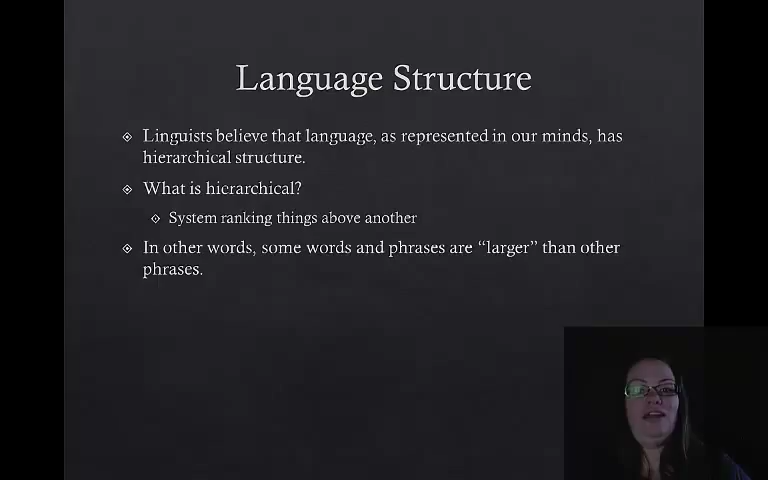 Language Structure
Linguists believe that language, as represented in our minds, has
hierarchical structure.
What is hierarchical?
System ranking things above another
In other words, some words and phrases are “larger” than other
phrases.